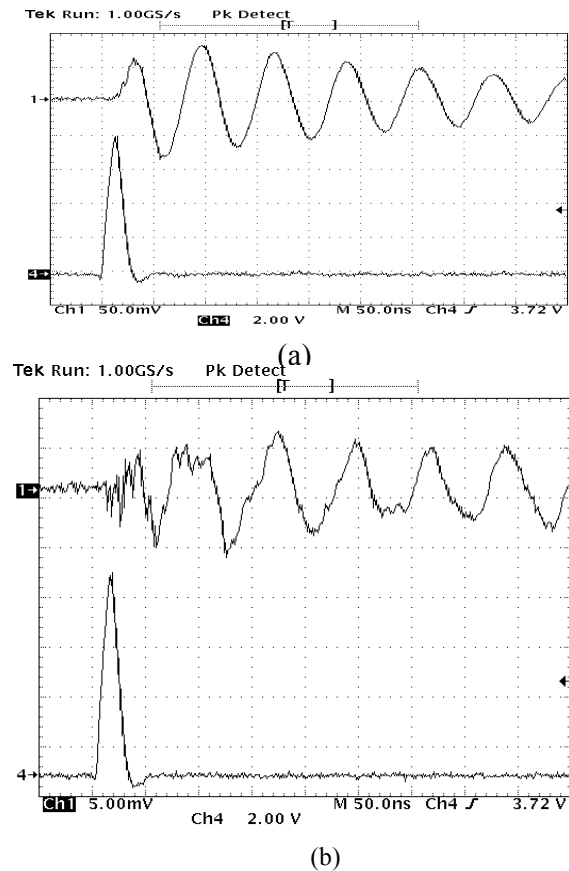 Tek Run: 1.00GS/s Pk Detect
[T ]
1→
4→
Ch1 50.0mV M 50.0ns Ch4 ∫ 3.72 V
Ch4 2.00 V
(a)
Tek Run: 1.00GS/s Pk Detect
[T ]
1→
4→
Ch1 5.00mV M 50.0ns Ch4 ∫ 3.72 V
Ch4 2.00 V
(b)